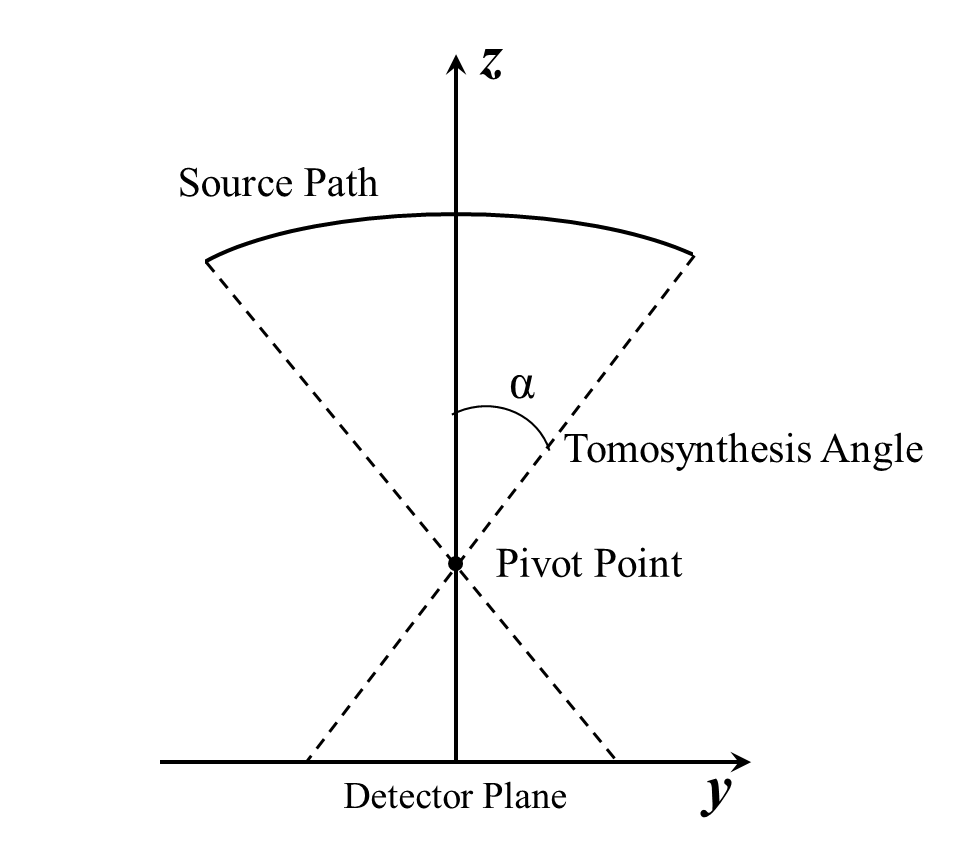 z
Source Path
α
Tomosynthesis Angle
Pivot Point
Detector Plane
y